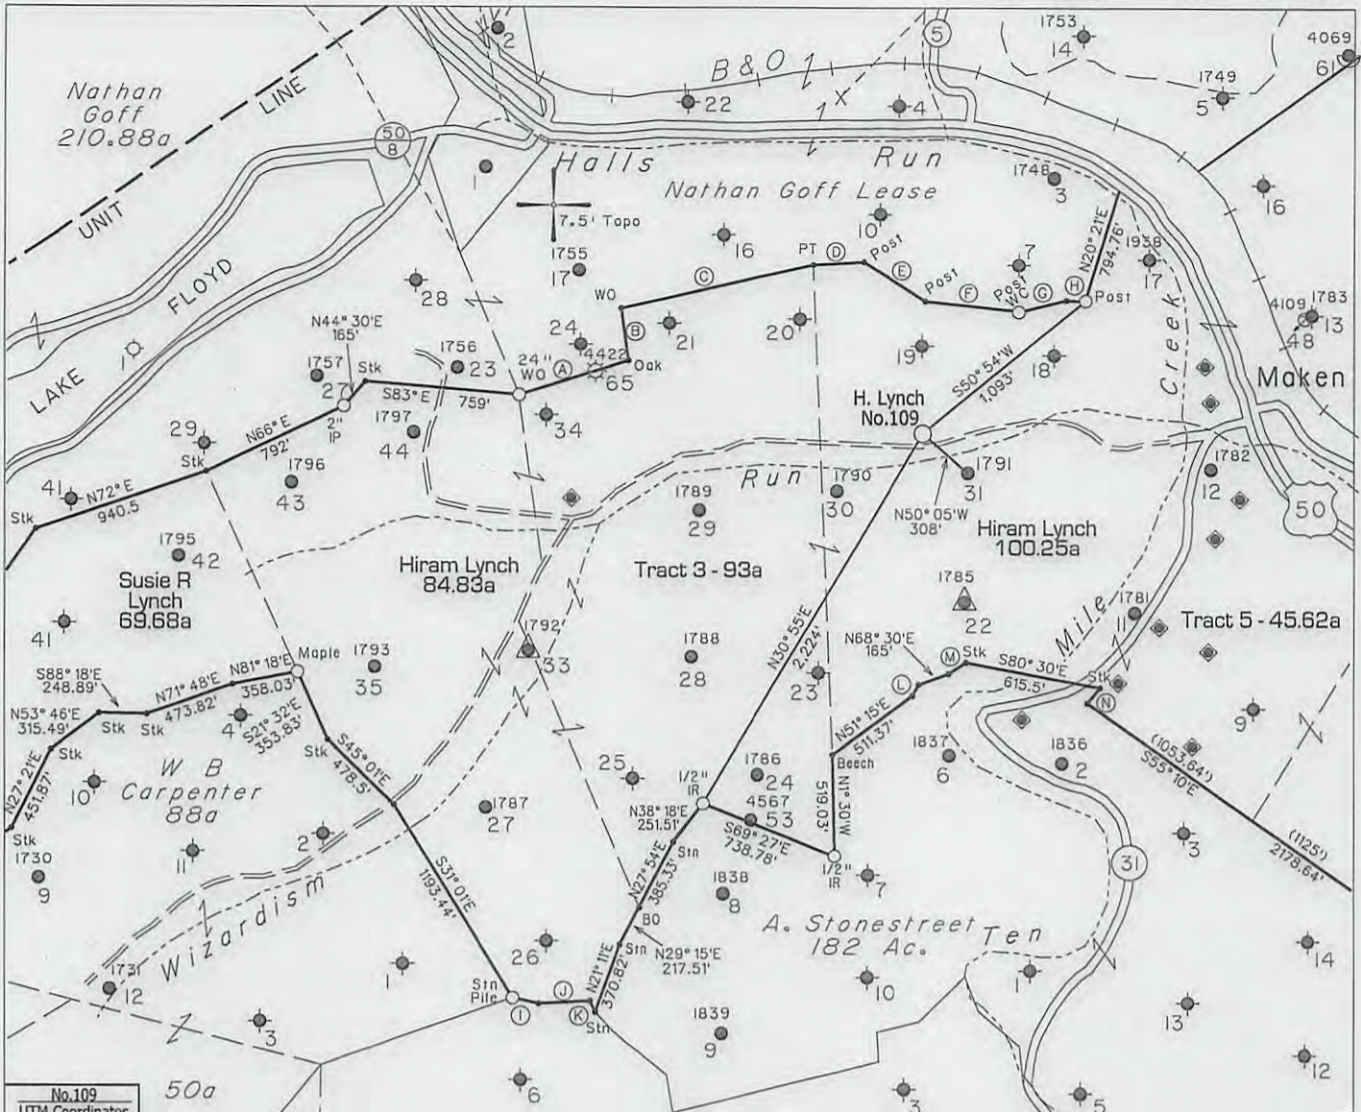 Nathan
Goff
210.88a
UNIT
LINE
50
8
2
B & O
22
X
4
5
1753
14
1749
5
4069
61
Halls
Run
Nathan Goff Lease
7.5' Topo
1
1748
3
16
1755
17
16
10
PT
D
Post
E
Post
F
7
Post
WC
G
H
Post
N20° 21'E
794.76'
1938
17
LAKE
FLOYD
1
28
WO
C
B
Oak
24
4422
65
21
20
19
18
Creek
4109
48
1783
13
Maken
N44° 30'E
165'
1757
27
Stk
1756
23
24"
WO
A
S83° E
759'
2"
IP
1797
44
34
29
Stk
N66° E
792'
1796
43
41
Stk
N72° E
940.5
H. Lynch
No.109
S50° 54'W
1,093'
Run
1790
30
1789
29
1791
31
N50° 05'W
308'
1782
12
50
1795
42
Susie R
Lynch
69.68a
Hiram Lynch
84.83a
Tract 3 - 93a
Hiram Lynch
100.25a
1785
22
Mile
1781
11
Tract 5 - 45.62a
41
1792
33
1788
28
N30° 55'E
2,224'
23
N68° 30'E
165'
M
Stk
S80° 30'E
615.5'
Stk
N
L
9
Maple
1793
35
S88° 18'E
248.89'
N81° 18'E
358.03'
N71° 48'E
473.82'
N53° 46'E
315.49'
Stk
Stk
Stk
4
S21° 32'E
353.83'
Stk
S45° 01'E
478.5'
N27° 21'E
451.87'
Stk
10
W B
Carpenter
88a
N51° 15'E
511.37'
Beech
1837
6
1836
2
(1053.64')
S55° 10'E
(1125')
2178.64'
25
1/2"
IR
1786
24
4567
53
N1° 30'W
519.03'
1787
27
N38° 18'E
251.51'
S69° 27'E
738.78'
1/2"
IR
3
31
2
11
1730
9
Stn
N27° 54'E
385.33'
1838
8
7
S31° 01'E
1193.44'
BO
Stn
N29° 15'E
217.51'
A. Stonestreet
182 Ac.
Ten
Wizardism
26
N21° 11'E
370.82'
14
1731
12
1
Stn
Pile
I
J
K
Stn
10
1
13
3
1839
9
12
No.109
UTM Coordinates
50a
6
3
5